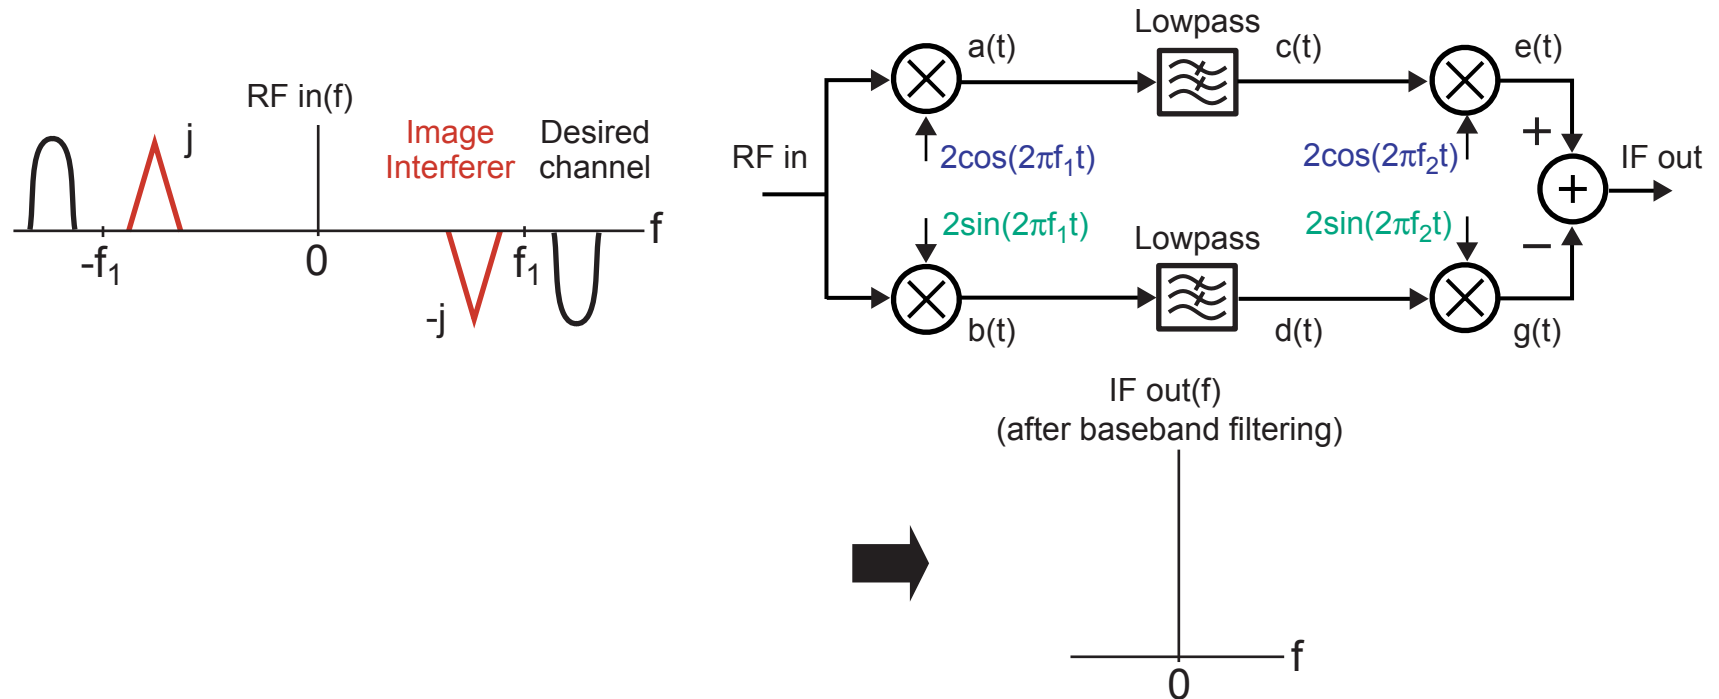 RF in(f)
j
Image
Interferer
Desired
channel
-f₁
0
f₁
f
-j
RF in
a(t)
Lowpass
c(t)
e(t)
2cos(2πf₁t)
2cos(2πf₂t)
+
IF out
+
2sin(2πf₁t)
2sin(2πf₂t)
−
Lowpass
b(t)
d(t)
g(t)
IF out(f)
(after baseband filtering)
f
0